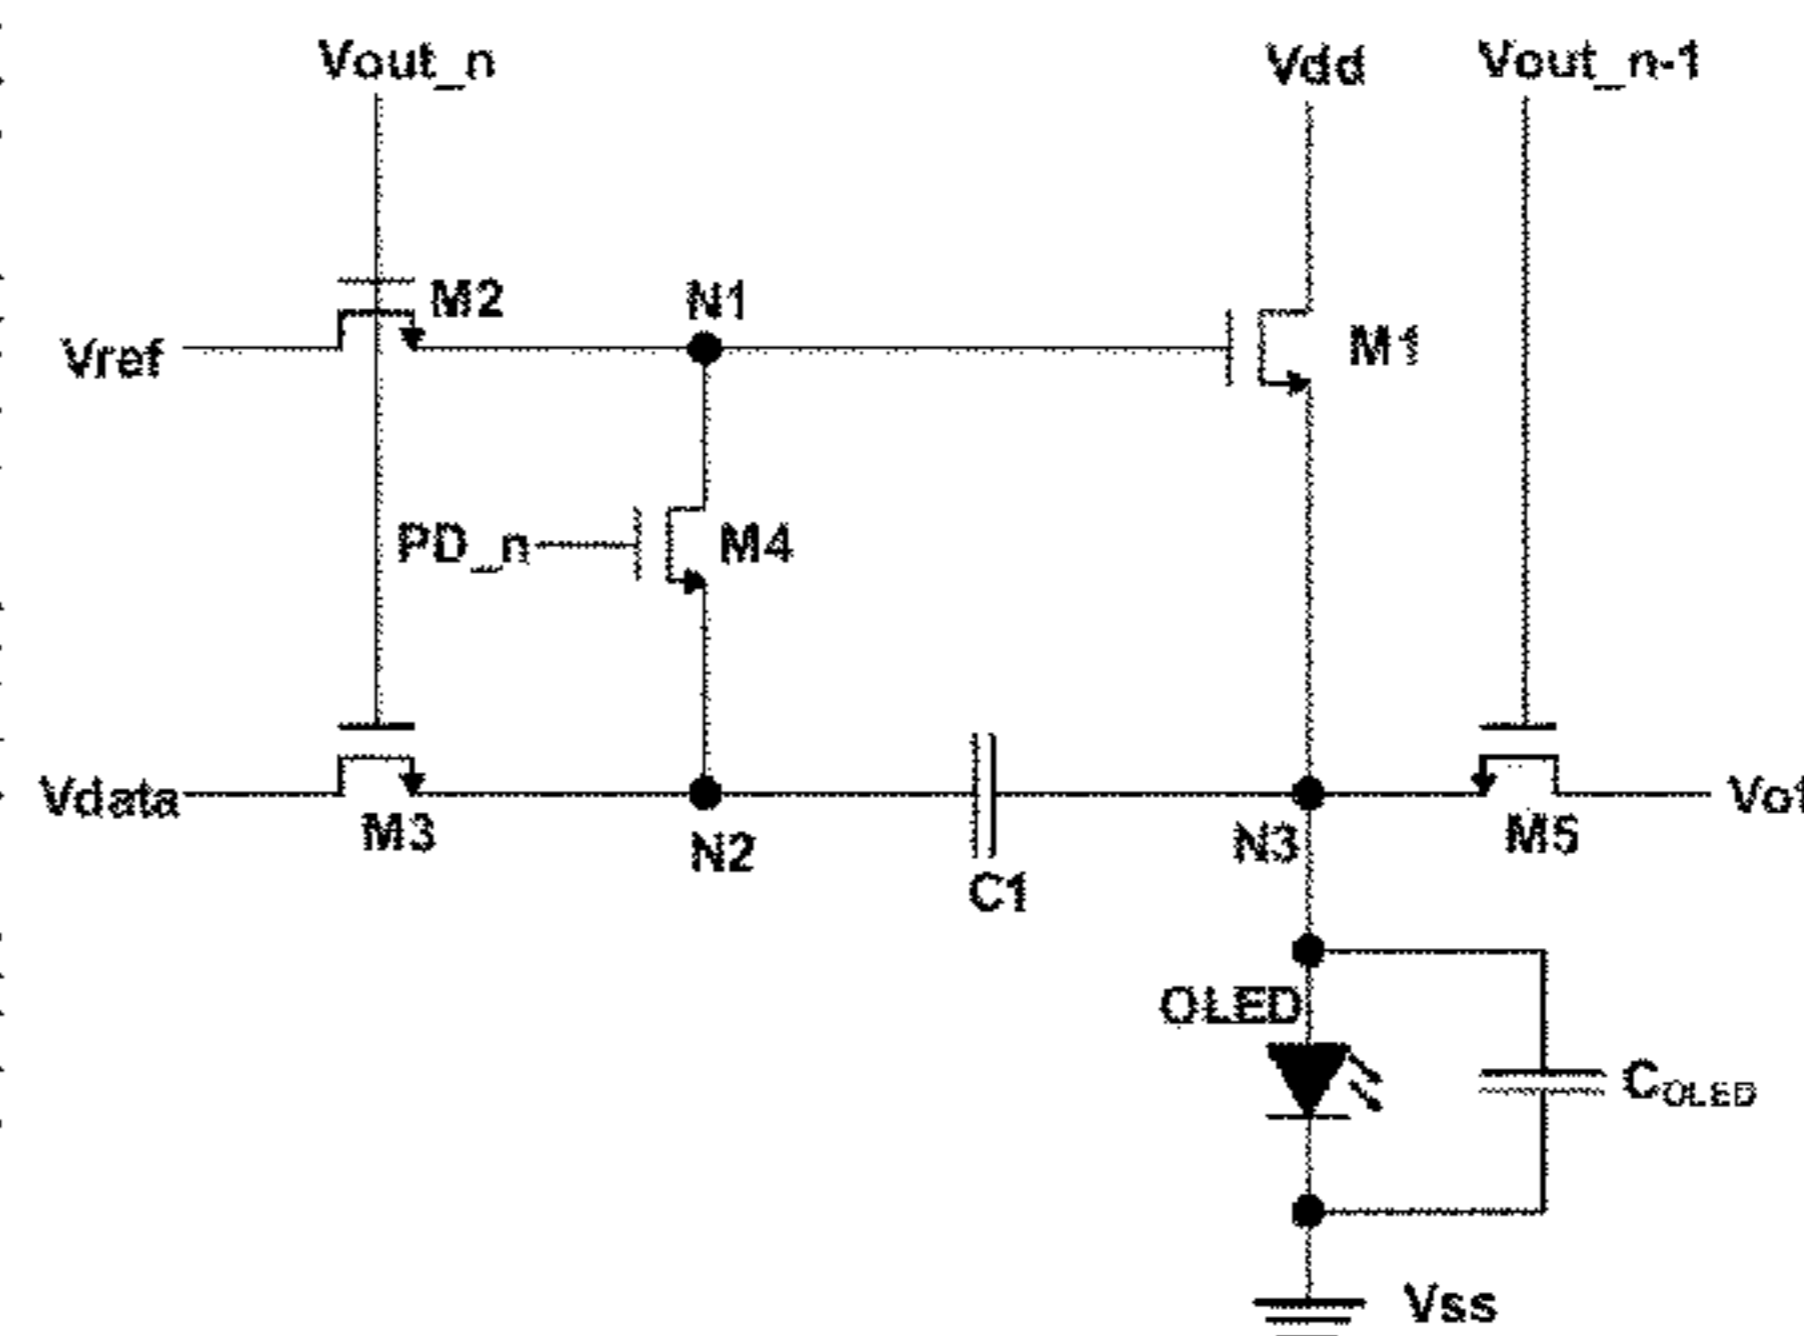 Vout_n Vdd Vout_n-1
M2 N1
Vref M1
PD_n M4
Vdata
M3 N2 N3 M5
C1
OLED
COLED
Vss